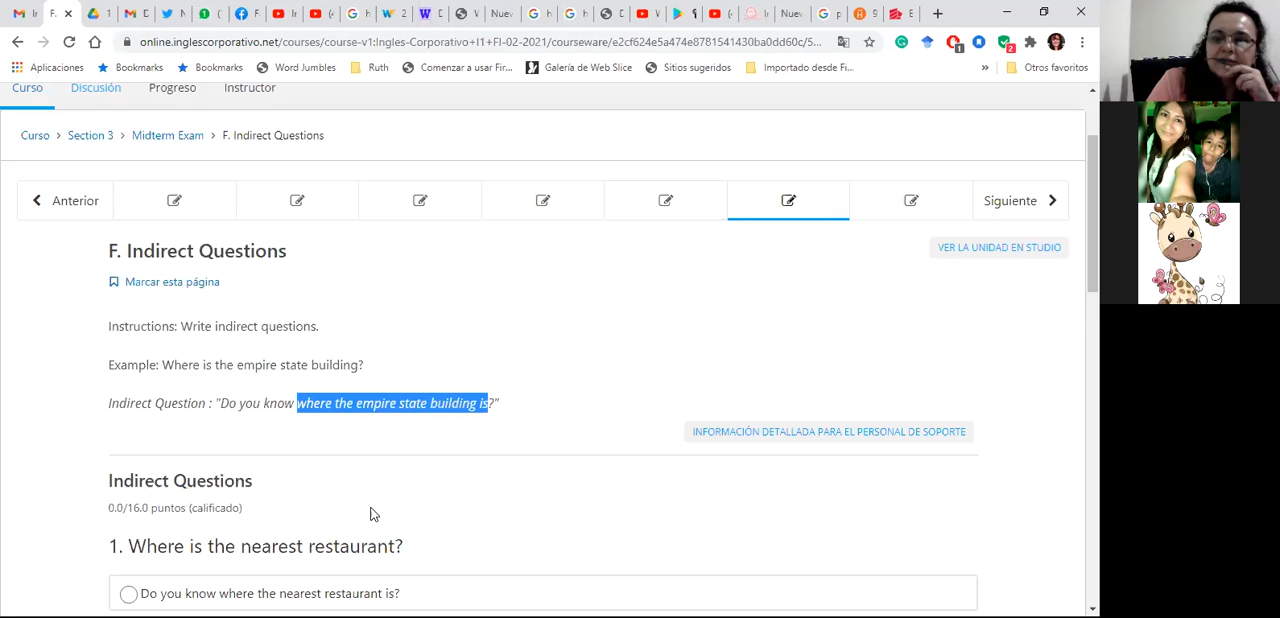 online.inglescorporativo.net/courses/course-v1:Ingles-Corporativo+I1+FI-02-2021/courseware/e2cf624e5a474e8781541430ba0dd60c/5...
Aplicaciones Bookmarks Bookmarks Word Jumbles Ruth Comenzar a usar Fir... Galería de Web Slice Sitios sugeridos Importado desde Fi... » Otros favoritos
Curso Discusión Progreso Instructor
Curso > Section 3 > Midterm Exam > F. Indirect Questions
Anterior Siguiente
F. Indirect Questions
VER LA UNIDAD EN STUDIO
Marcar esta página
Instructions: Write indirect questions.
Example: Where is the empire state building?
Indirect Question : "Do you know where the empire state building is?"
INFORMACIÓN DETALLADA PARA EL PERSONAL DE SOPORTE
Indirect Questions
0.0/16.0 puntos (calificado)
1. Where is the nearest restaurant?
Do you know where the nearest restaurant is?